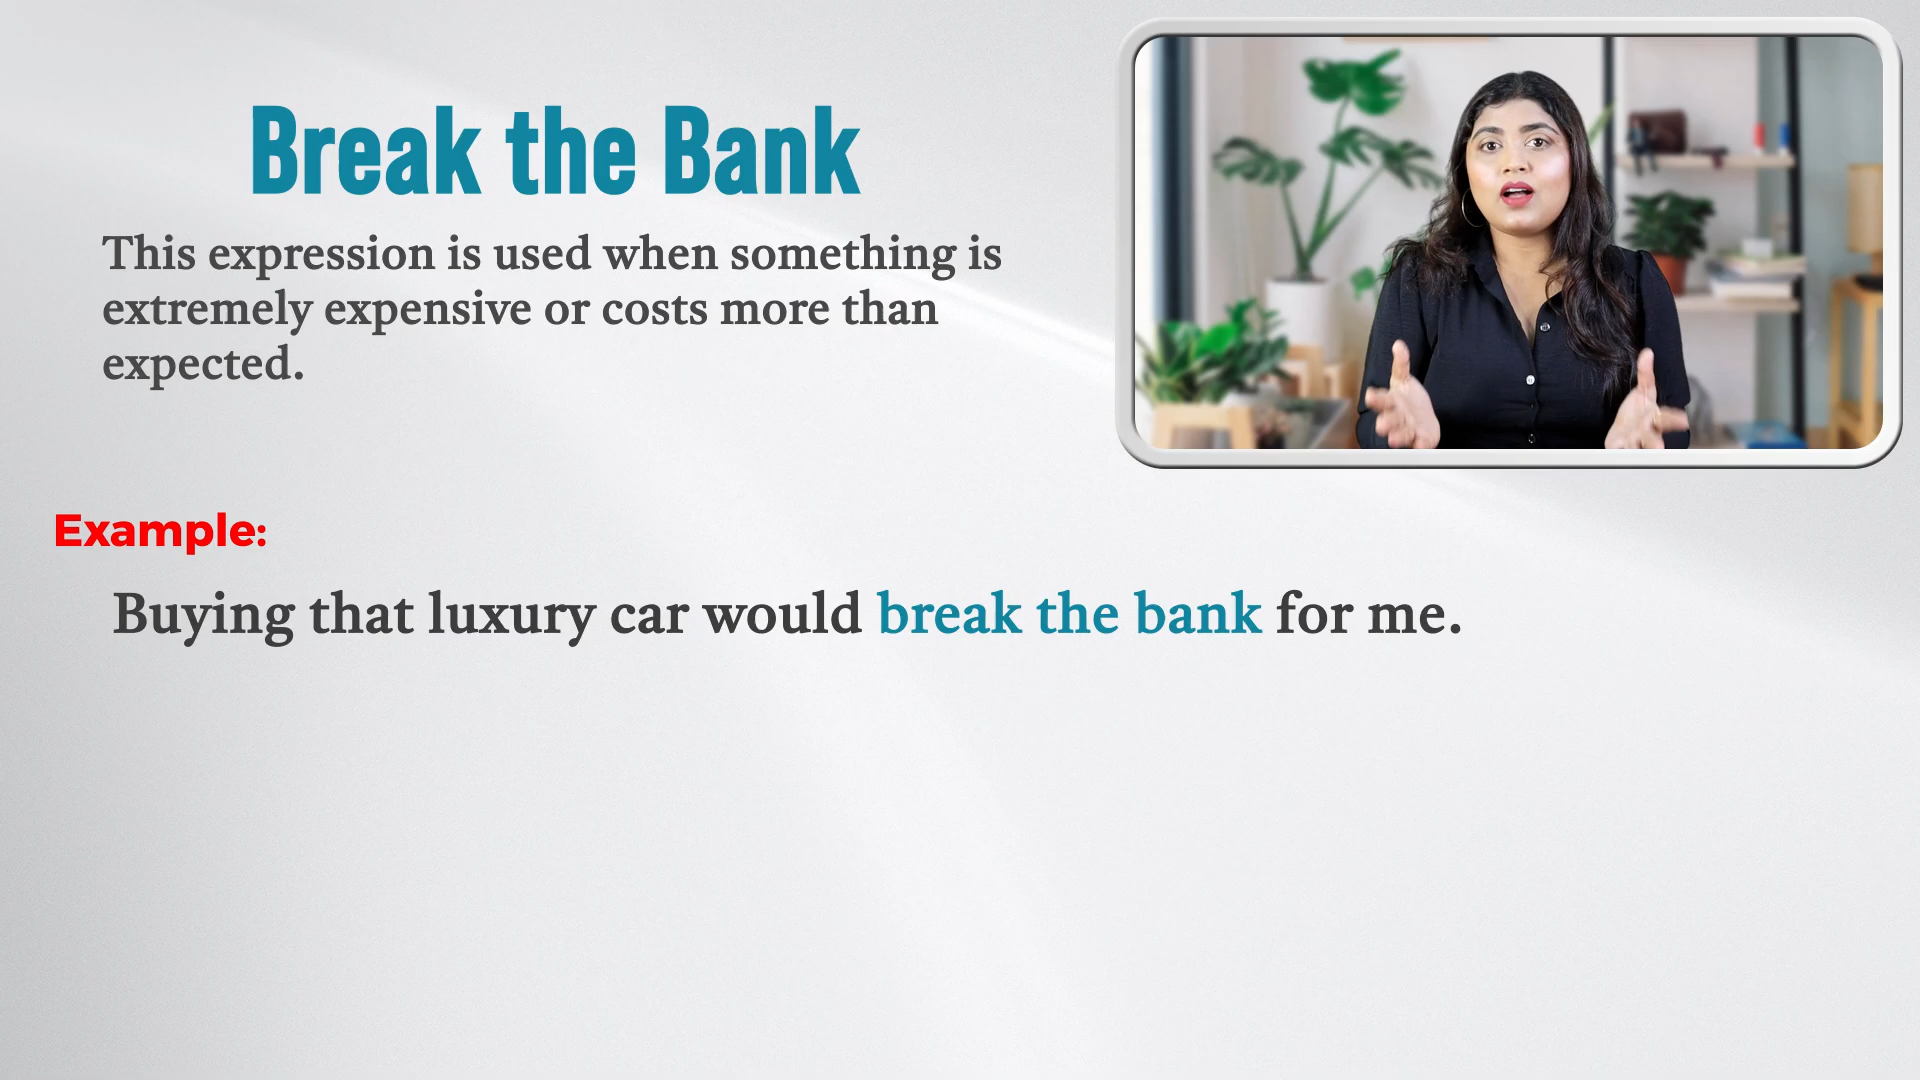 Break the Bank
This expression is used when something is
extremely expensive or costs more than
expected.
Example:
Buying that luxury car would break the bank for me.